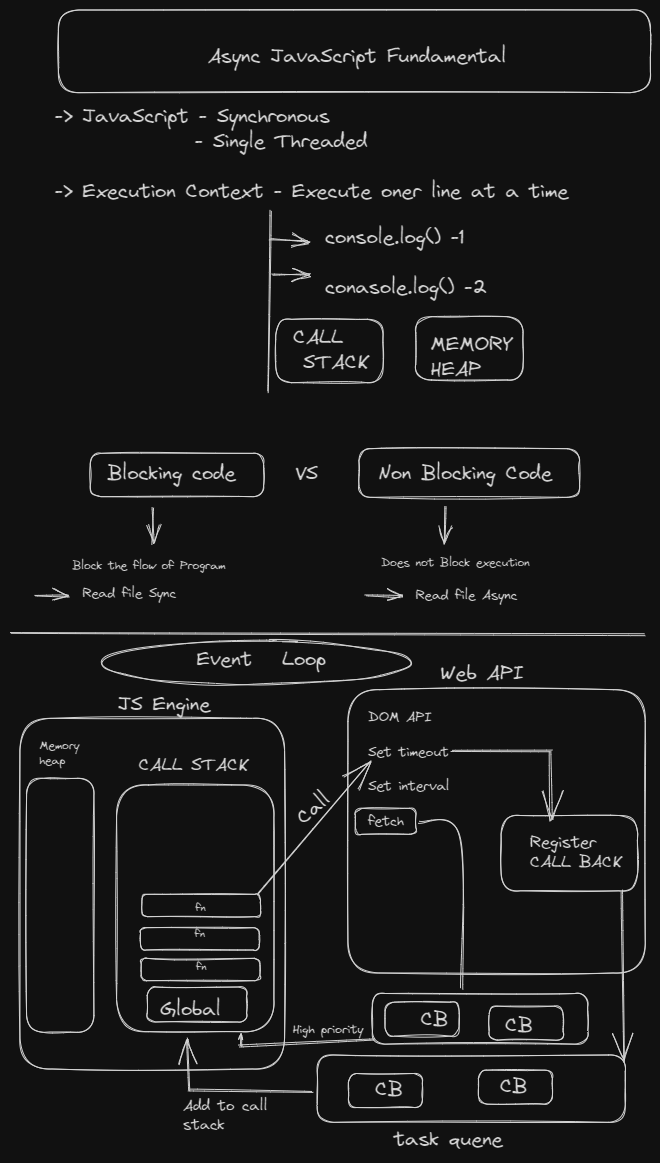 Async JavaScript Fundamental
-> JavaScript - Synchronous
- Single Threaded
-> Execution Context - Execute oner line at a time
console.log() -1
conasole.log() -2
CALL
STACK
MEMORY
HEAP
Blocking code
VS
Non Blocking Code
Block the flow of Program
Does not Block execution
Read file Sync
Read file Async
Event Loop
Web API
JS Engine
DOM API
Memory
heap
CALL STACK
Set timeout
Set interval
call
fetch
Register
CALL BACK
fn
fn
fn
Global
High priority
CB
CB
CB
CB
Add to call
stack
task quene